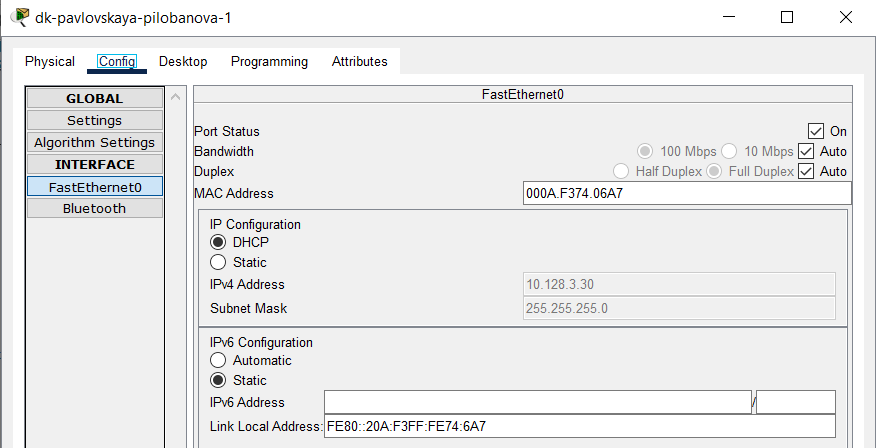 dk-pavlovskaya-pilobanova-1
Physical Config Desktop Programming Attributes
GLOBAL
Settings
Algorithm Settings
INTERFACE
FastEthernet0
Bluetooth
FastEthernet0
Port Status On
Bandwidth 100 Mbps 10 Mbps Auto
Duplex Half Duplex Full Duplex Auto
MAC Address 000A.F374.06A7
IP Configuration
DHCP
Static
IPv4 Address 10.128.3.30
Subnet Mask 255.255.255.0
IPv6 Configuration
Automatic
Static
IPv6 Address /
Link Local Address: FE80::20A:F3FF:FE74:6A7